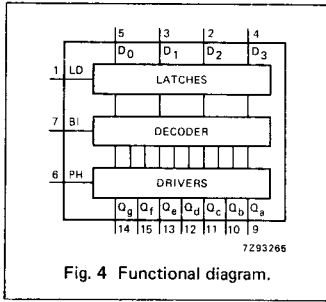 5 3 2 4
D0 D1 D2 D3
1 LD LATCHES
7 BI DECODER
6 PH DRIVERS
Qg Qf Qe Qd Qc Qb Qa
14 15 13 12 11 10 9
7Z93265
Fig. 4 Functional diagram.